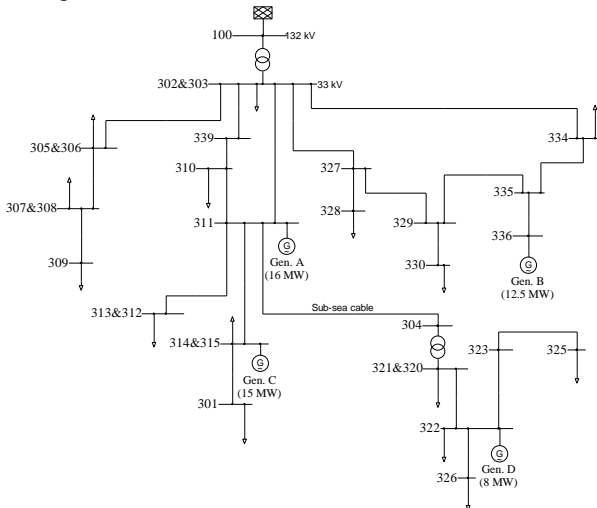 100
132 kV
302&303
33 kV
339
334
305&306
310
327
335
307&308
311
328
329
336
G
Gen. A
(16 MW)
309
330
G
Gen. B
(12.5 MW)
Sub-sea cable
313&312
304
314&315
323
325
G
321&320
Gen. C
(15 MW)
301
322
G
Gen. D
(8 MW)
326